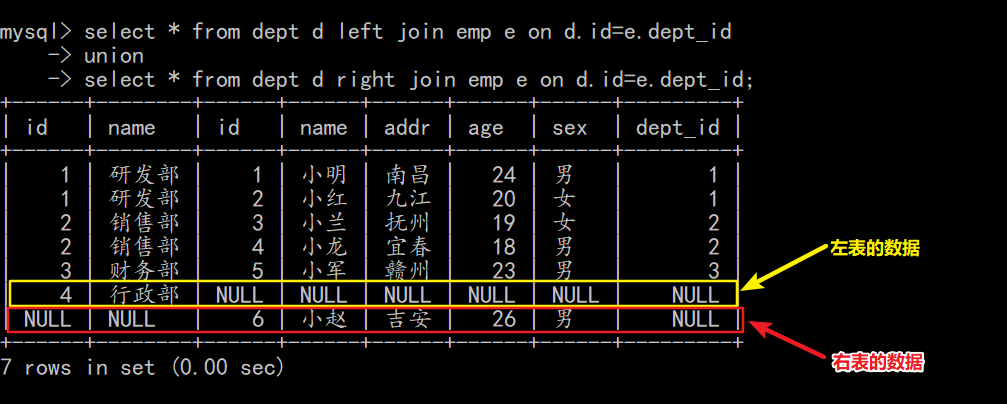 mysql> select * from dept d left join emp e on d.id=e.dept_id
-> union
-> select * from dept d right join emp e on d.id=e.dept_id;
+------+--------+------+------+------+------+------+---------+
| id | name | id | name | addr | age | sex | dept_id |
+------+--------+------+------+------+------+------+---------+
| 1 | 研发部 | 1 | 小明 | 南昌 | 24 | 男 | 1 |
| 1 | 研发部 | 2 | 小红 | 九江 | 20 | 女 | 1 |
| 2 | 销售部 | 3 | 小兰 | 抚州 | 19 | 女 | 2 |
| 2 | 销售部 | 4 | 小龙 | 宜春 | 18 | 男 | 2 |
| 3 | 财务部 | 5 | 小军 | 赣州 | 23 | 男 | 3 |
| 4 | 行政部 | NULL | NULL | NULL | NULL | NULL | NULL |
| NULL | NULL | 6 | 小赵 | 吉安 | 26 | 男 | NULL |
+------+--------+------+------+------+------+------+---------+
7 rows in set (0.00 sec)
左表的数据
右表的数据